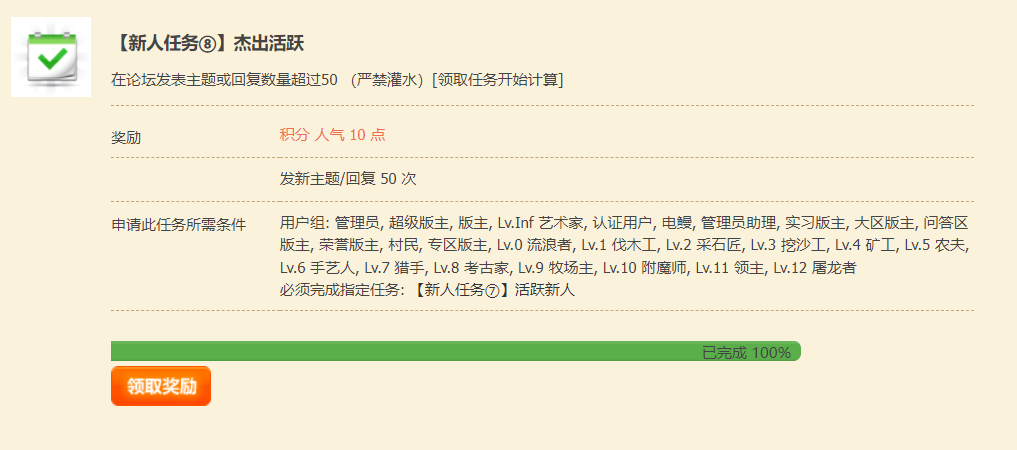 【新人任务⑧】杰出活跃
在论坛发表主题或回复数量超过50 （严禁灌水）[领取任务开始计算]
奖励
积分 人气 10 点
发新主题/回复 50 次
申请此任务所需条件
用户组: 管理员, 超级版主, 版主, Lv.Inf 艺术家, 认证用户, 电鳗, 管理员助理, 实习版主, 大区版主, 问答区
版主, 荣誉版主, 村民, 专区版主, Lv.0 流浪者, Lv.1 伐木工, Lv.2 采石匠, Lv.3 挖沙工, Lv.4 矿工, Lv.5 农夫,
Lv.6 手艺人, Lv.7 猎手, Lv.8 考古家, Lv.9 牧场主, Lv.10 附魔师, Lv.11 领主, Lv.12 屠龙者
必须完成指定任务: 【新人任务⑦】活跃新人
已完成 100%
领取奖励